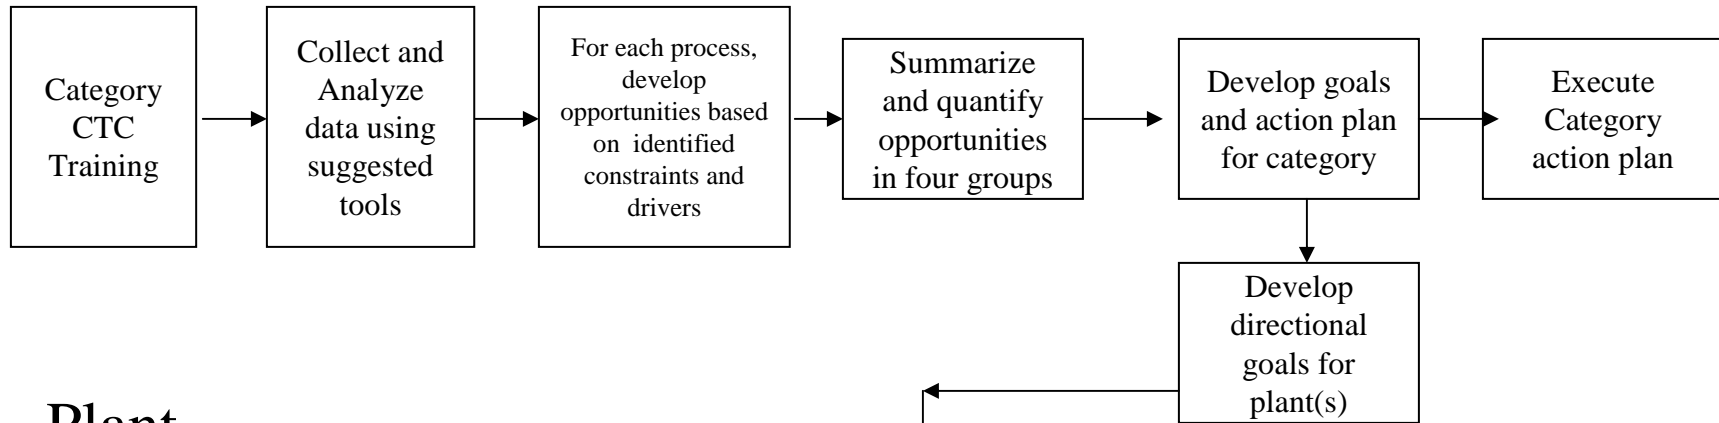 Category
CTC
Training
Collect and
Analyze
data using
suggested
tools
For each process,
develop
opportunities based
on identified
constraints and
drivers
Summarize
and quantify
opportunities
in four groups
Develop goals
and action plan
for category
Execute
Category
action plan
Develop
directional
goals for
plant(s)
Plant